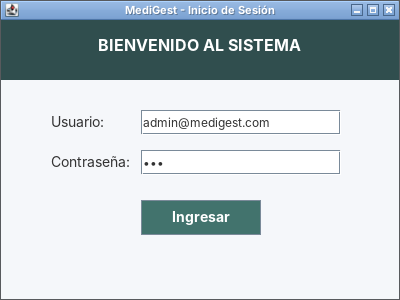 MediGest - Inicio de Sesión
BIENVENIDO AL SISTEMA
Usuario: admin@medigest.com
Contraseña: •••
Ingresar